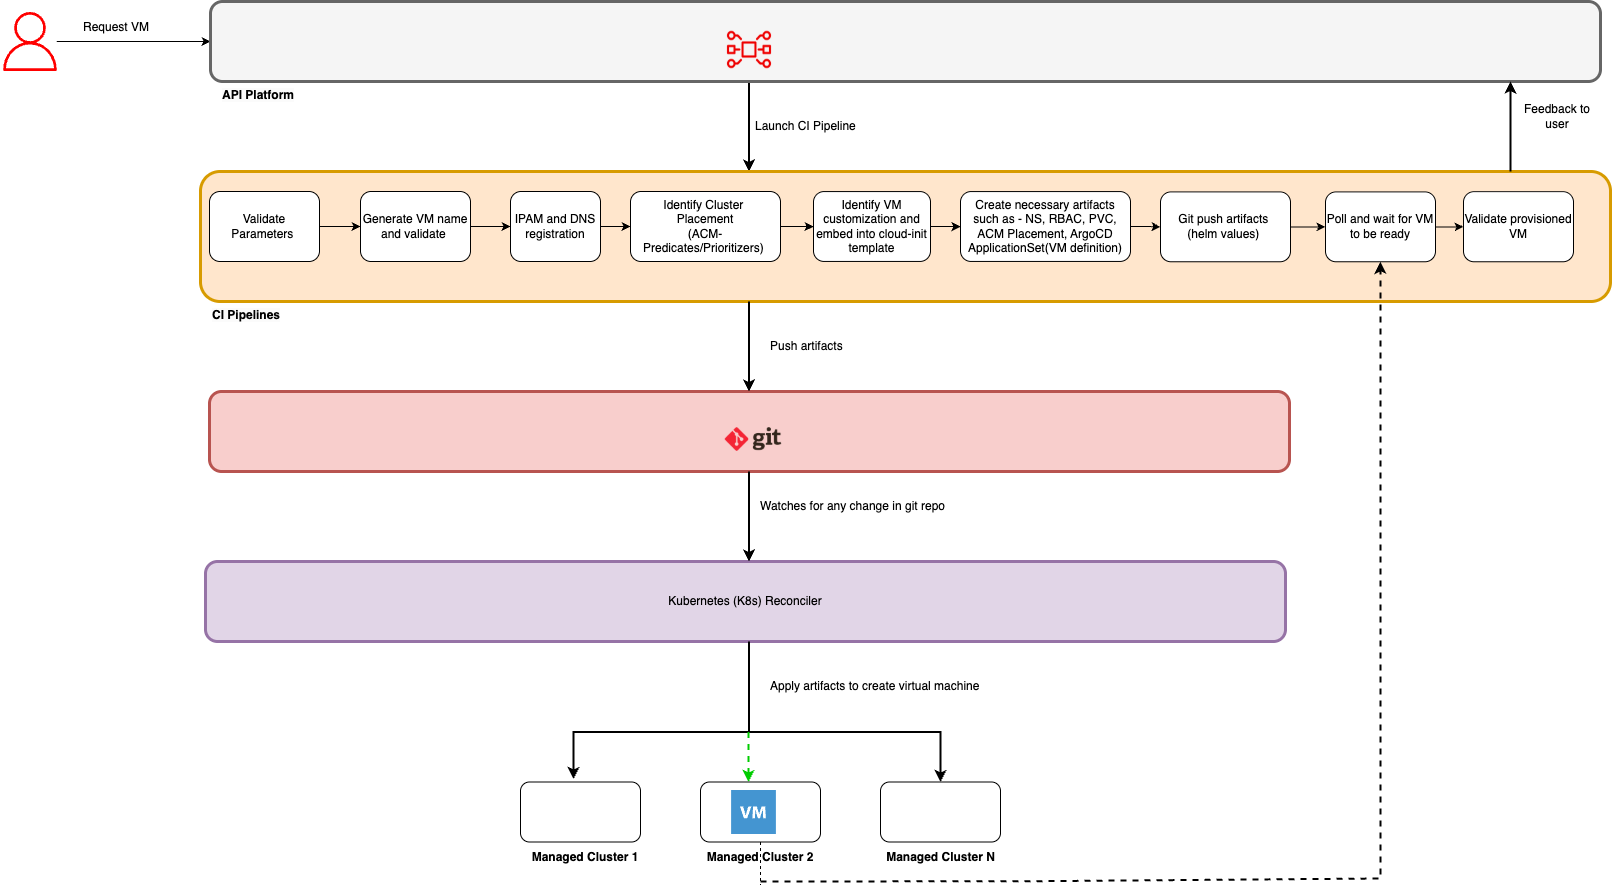 Request VM
API Platform
Launch CI Pipeline
Feedback to
user
Validate
Parameters
Generate VM name
and validate
IPAM and DNS
registration
Identify Cluster
Placement
(ACM-
Predicates/Prioritizers)
Identify VM
customization and
embed into cloud-init
template
Create necessary artifacts
such as - NS, RBAC, PVC,
ACM Placement, ArgoCD
ApplicationSet(VM definition)
Git push artifacts
(helm values)
Poll and wait for VM
to be ready
Validate provisioned
VM
CI Pipelines
Push artifacts
git
Watches for any change in git repo
Kubernetes (K8s) Reconciler
Apply artifacts to create virtual machine
VM
Managed Cluster 1
Managed Cluster 2
Managed Cluster N